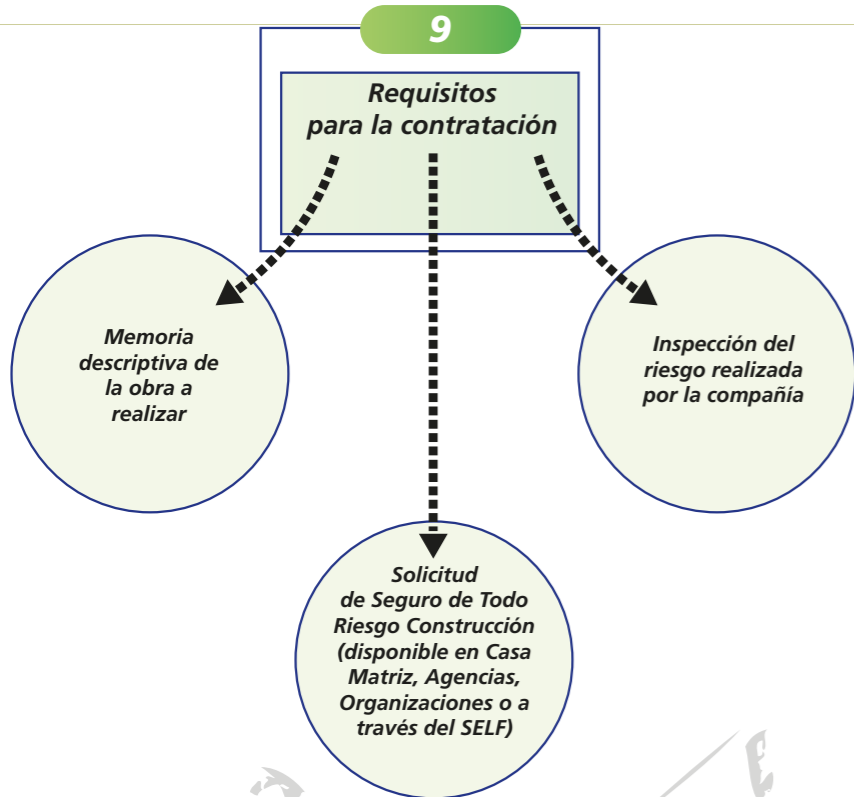 9
Requisitos
para la contratación
Memoria
descriptiva de
la obra a
realizar
Inspección del
riesgo realizada
por la compañía
Solicitud
de Seguro de Todo
Riesgo Construcción
(disponible en Casa
Matriz, Agencias,
Organizaciones o a
través del SELF)